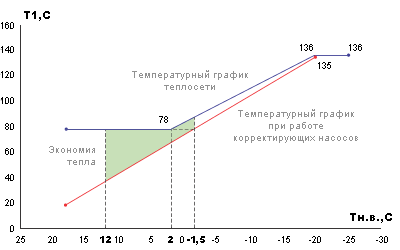 T1,C
160
140
136
136
135
120
Температурный график
теплосети
100
78
Температурный график
при работе
корректирующих насосов
80
60
Экономия
тепла
40
20
Тн.в.,С
0
25 20 12 10 5 2 0 -1,5 -5 -10 -15 -20 -25 -30